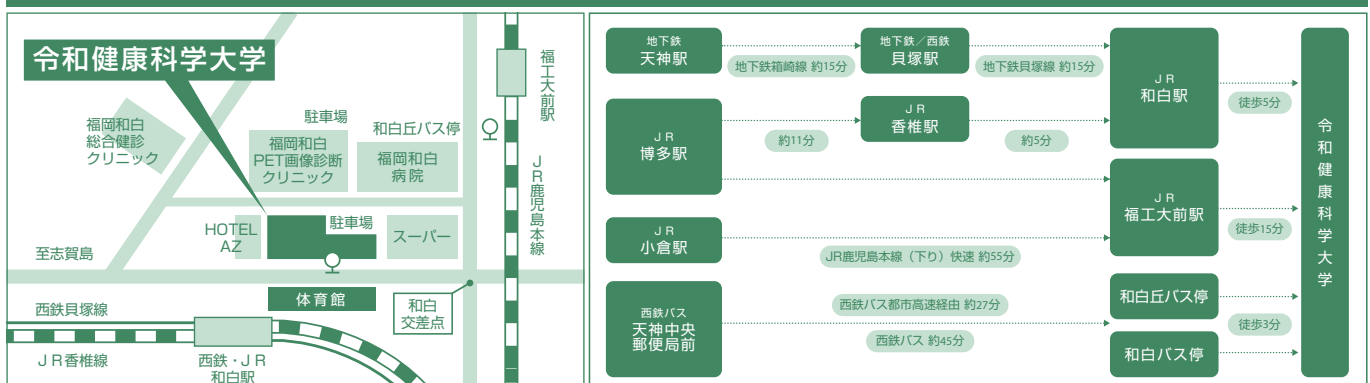 令和健康科学大学
福岡和白
総合健診
クリニック
駐車場
福岡和白
PET画像診断
クリニック
和白丘バス停
福岡和白
病院
福工大前駅
JR鹿児島本線
HOTEL
AZ
駐車場
スーパー
至志賀島
体育館
和白
交差点
西鉄貝塚線
JR香椎線
西鉄・JR
和白駅
地下鉄
天神駅
地下鉄箱崎線 約15分
地下鉄／西鉄
貝塚駅
地下鉄貝塚線 約15分
JR
和白駅
徒歩5分
JR
博多駅
約11分
JR
香椎駅
約5分
JR
福工大前駅
徒歩15分
JR
小倉駅
JR鹿児島本線（下り）快速 約55分
西鉄バス
天神中央
郵便局前
西鉄バス都市高速経由 約27分
西鉄バス 約45分
和白丘バス停
和白バス停
徒歩3分
令和健康科学大学